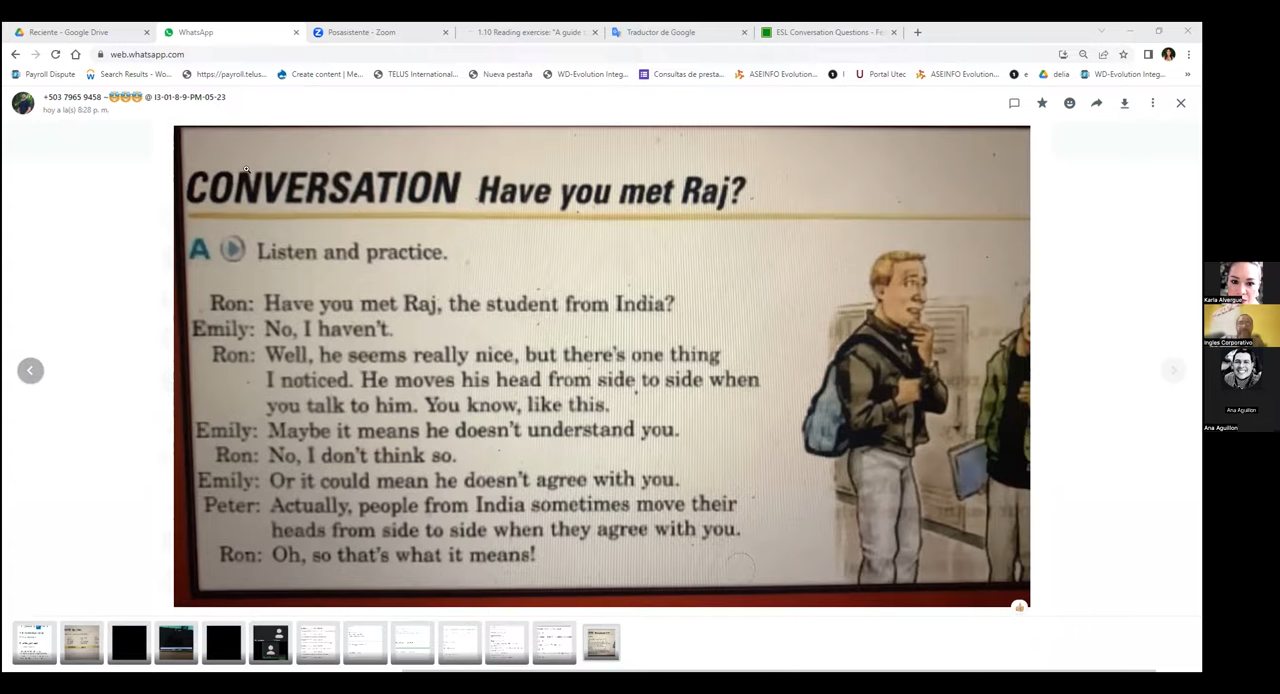 Reciente - Google Drive
WhatsApp
Posasistente - Zoom
1.10 Reading exercise: "A guide
Traductor de Google
ESL Conversation Questions - F
web.whatsapp.com
Payroll Dispute
Search Results - Wo...
https://payroll.telus...
Create content | Me...
TELUS International...
Nueva pestaña
WD-Evolution Integ...
Consultas de presta...
ASEINFO Evolution...
I
Portal Utec
ASEINFO Evolution...
e
delia
WD-Evolution Integ...
+503 7965 9458 ~😇😇😇 @ I3-01-8-9-PM-05-23
hoy a la(s) 8:28 p. m.
CONVERSATION Have you met Raj?
A Listen and practice.
Ron: Have you met Raj, the student from India?
Emily: No, I haven't.
Ron: Well, he seems really nice, but there's one thing
I noticed. He moves his head from side to side when
you talk to him. You know, like this.
Emily: Maybe it means he doesn't understand you.
Ron: No, I don't think so.
Emily: Or it could mean he doesn't agree with you.
Peter: Actually, people from India sometimes move their
heads from side to side when they agree with you.
Ron: Oh, so that's what it means!
Karla Alvergue
Ingles Corporativo
Ana Aguillon
Ana Aguillon